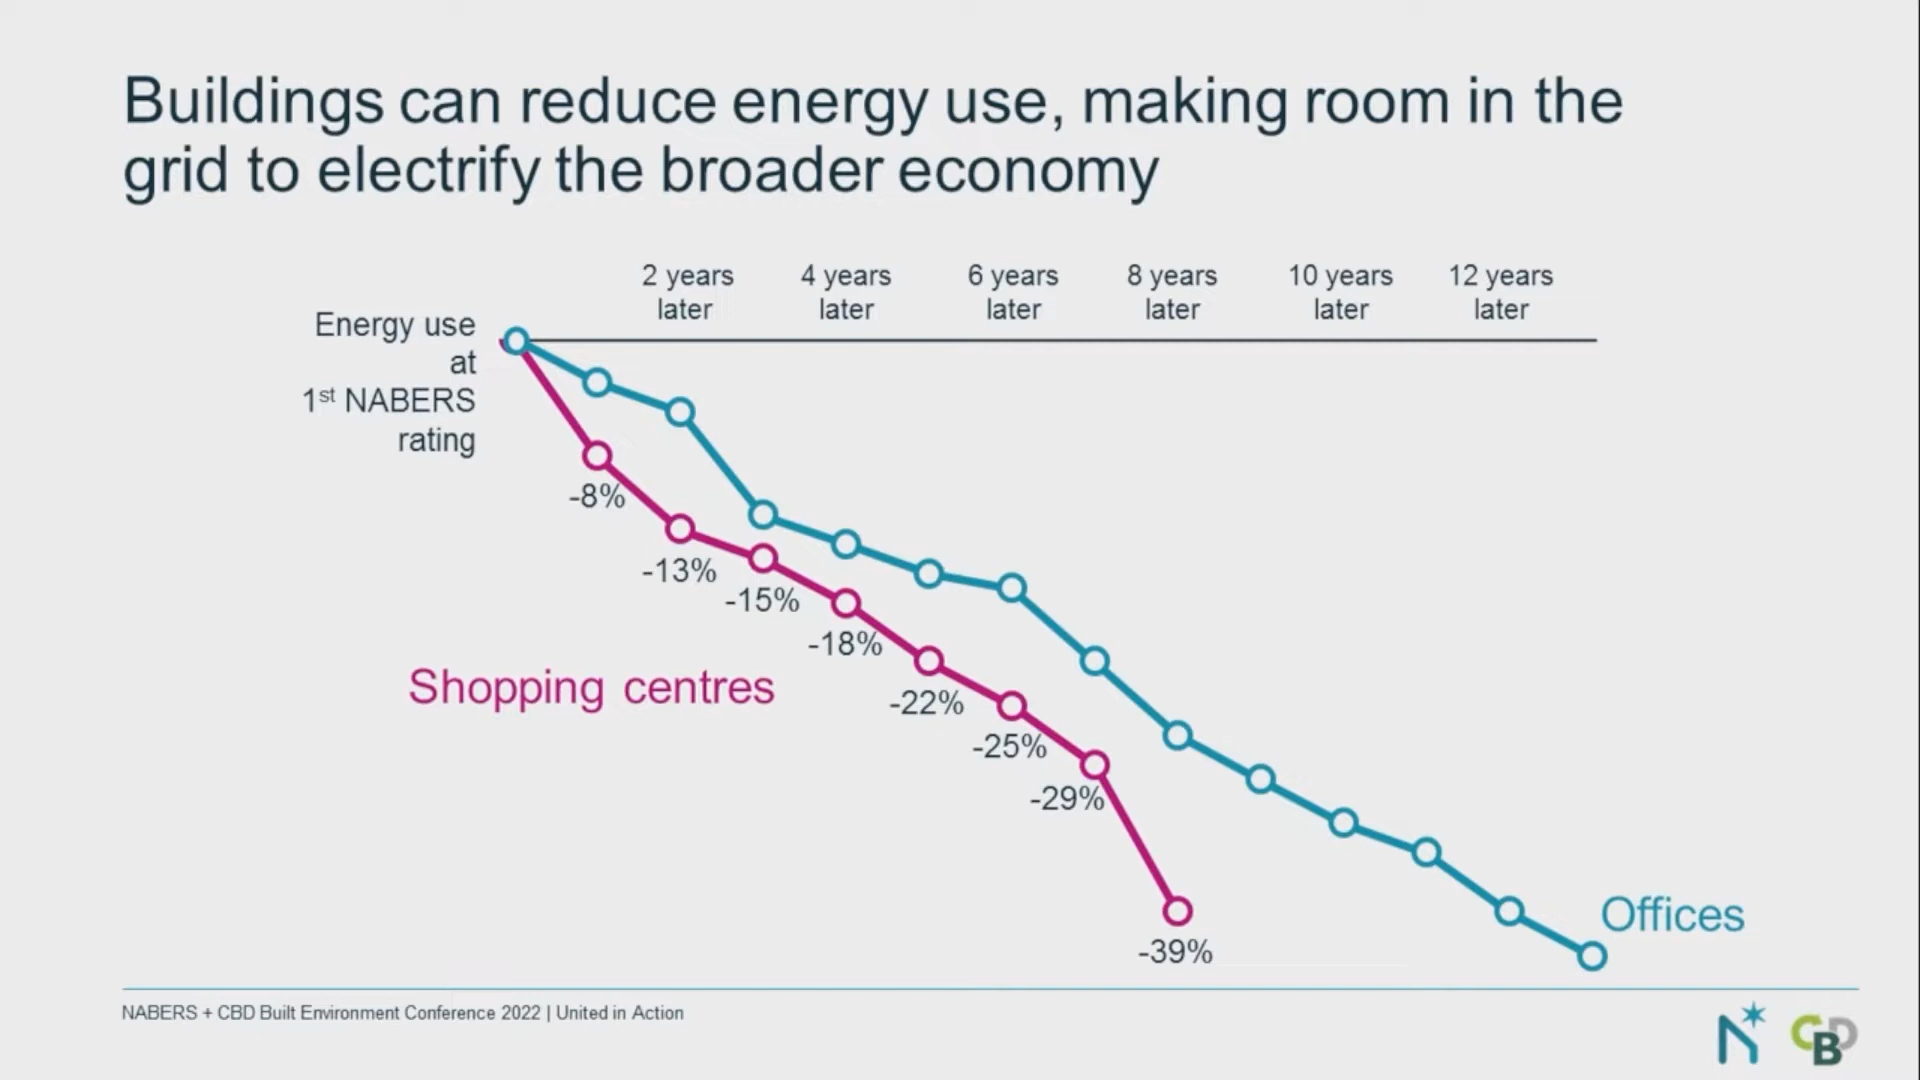 Buildings can reduce energy use, making room in the
grid to electrify the broader economy
2 years
later
4 years
later
6 years
later
8 years
later
10 years
later
12 years
later
Energy use
at
1st NABERS
rating
-8%
-13%
-15%
-18%
-22%
-25%
-29%
-39%
Shopping centres
Offices
NABERS + CBD Built Environment Conference 2022 | United in Action
N
CBD